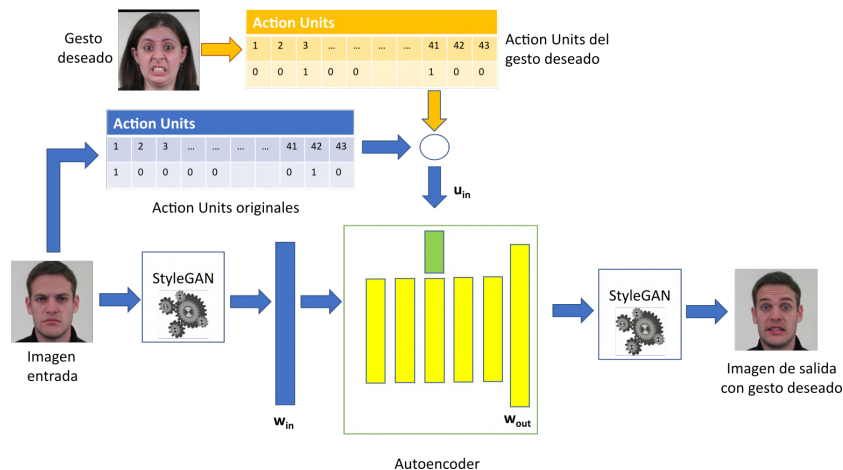 Gesto
deseado
Action Units
1 2 3 ... ... ... ... 41 42 43
0 0 1 0 0 1 0 0
Action Units del
gesto deseado
Action Units
1 2 3 ... ... ... ... 41 42 43
1 0 0 0 0 0 1 0
Action Units originales
u_in
StyleGAN
StyleGAN
Imagen
entrada
w_in
w_out
Imagen de salida
con gesto deseado
Autoencoder